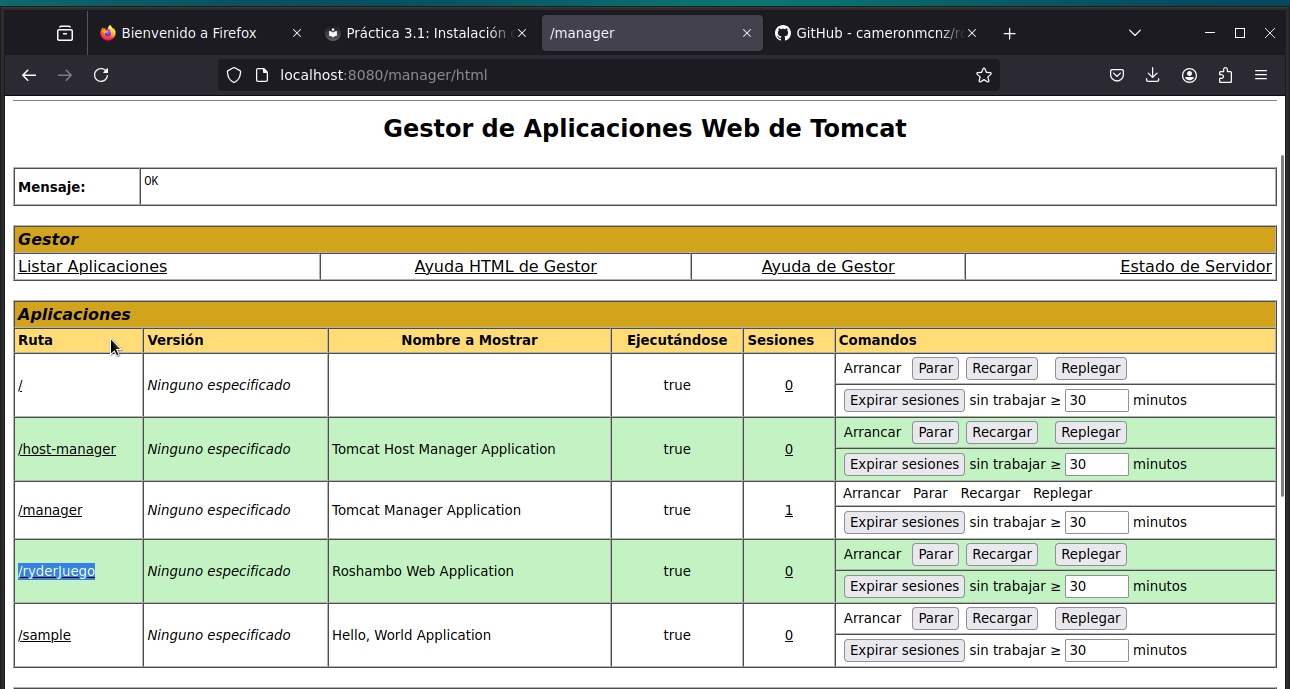 Bienvenido a Firefox
Práctica 3.1: Instalación
/manager
GitHub - cameronmcnz/
localhost:8080/manager/html
Gestor de Aplicaciones Web de Tomcat
Mensaje: OK
Gestor
Listar Aplicaciones Ayuda HTML de Gestor Ayuda de Gestor Estado de Servidor
Aplicaciones
Ruta Versión Nombre a Mostrar Ejecutándose Sesiones Comandos
/ Ninguno especificado true 0 Arrancar Parar Recargar Replegar
Expirar sesiones sin trabajar ≥ 30 minutos
/host-manager Ninguno especificado Tomcat Host Manager Application true 0 Arrancar Parar Recargar Replegar
Expirar sesiones sin trabajar ≥ 30 minutos
/manager Ninguno especificado Tomcat Manager Application true 1 Arrancar Parar Recargar Replegar
Expirar sesiones sin trabajar ≥ 30 minutos
/ryderJuego Ninguno especificado Roshambo Web Application true 0 Arrancar Parar Recargar Replegar
Expirar sesiones sin trabajar ≥ 30 minutos
/sample Ninguno especificado Hello, World Application true 0 Arrancar Parar Recargar Replegar
Expirar sesiones sin trabajar ≥ 30 minutos